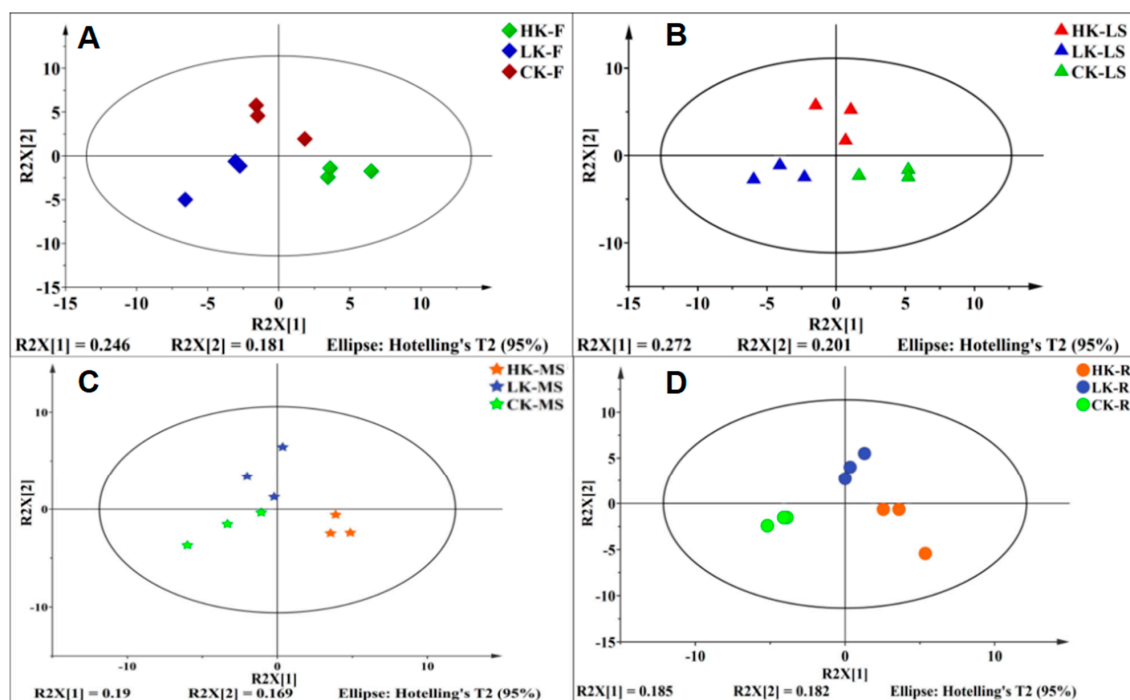 A
HK-F
LK-F
CK-F
10
5
0
-5
-10
-15
R2X[2]
-15
-10
-5
0
5
10
R2X[1]
R2X[1] = 0.246 R2X[2] = 0.181 Ellipse: Hotelling's T2 (95%)
B
HK-LS
LK-LS
CK-LS
10
5
0
-5
-10
-15
R2X[2]
-15
-10
-5
0
5
10
R2X[1]
R2X[1] = 0.272 R2X[2] = 0.201 Ellipse: Hotelling's T2 (95%)
C
HK-MS
LK-MS
CK-MS
10
0
-10
R2X[2]
-10
0
10
R2X[1]
R2X[1] = 0.19 R2X[2] = 0.169 Ellipse: Hotelling's T2 (95%)
D
HK-R
LK-R
CK-R
10
5
0
-5
-10
-15
R2X[2]
-10
0
10
R2X[1]
R2X[1] = 0.185 R2X[2] = 0.182 Ellipse: Hotelling's T2 (95%)